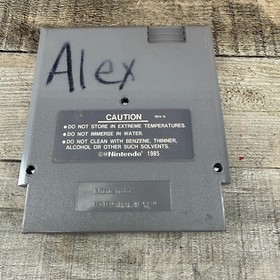 Alex
CAUTION
• DO NOT STORE IN EXTREME TEMPERATURES.
• DO NOT IMMERSE IN WATER.
• DO NOT CLEAN WITH BENZENE, THINNER,
ALCOHOL OR OTHER SUCH SOLVENTS.
©®Nintendo® 1985
Nintendo